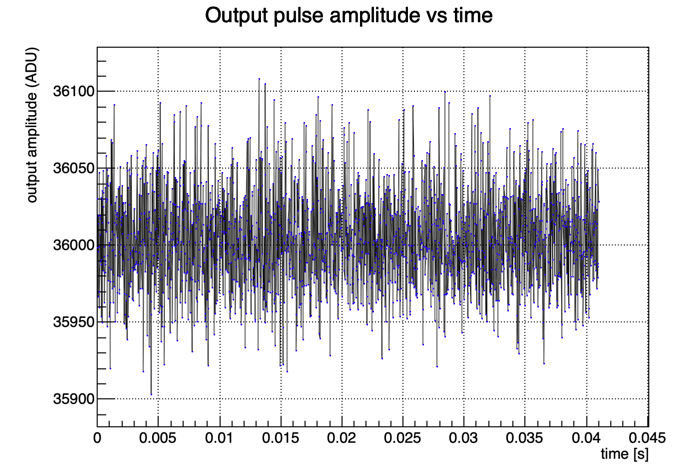 Output pulse amplitude vs time
output amplitude (ADU)
36100
36050
36000
35950
35900
0 0.005 0.01 0.015 0.02 0.025 0.03 0.035 0.04 0.045
time [s]